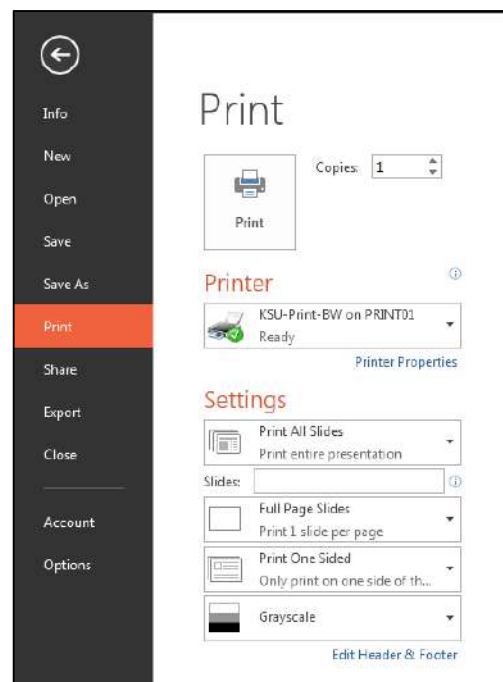 Info
New
Open
Save
Save As
Print
Share
Export
Close
Account
Options
Print
Print
Copies: 1
Printer
KSU-Print-BW on PRINT01
Ready
Printer Properties
Settings
Print All Slides
Print entire presentation
Slides:
Full Page Slides
Print 1 slide per page
Print One Sided
Only print on one side of th...
Grayscale
Edit Header & Footer